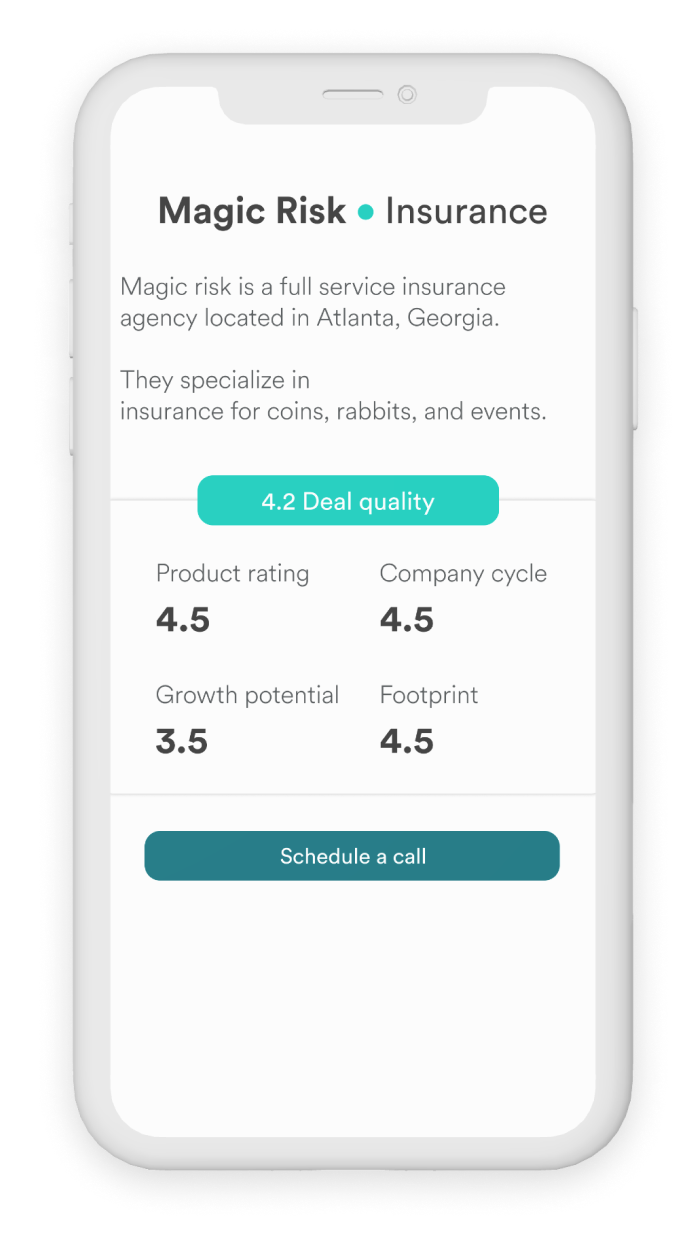 Magic Risk • Insurance
Magic risk is a full service insurance
agency located in Atlanta, Georgia.
They specialize in
insurance for coins, rabbits, and events.
4.2 Deal quality
Product rating Company cycle
4.5 4.5
Growth potential Footprint
3.5 4.5
Schedule a call